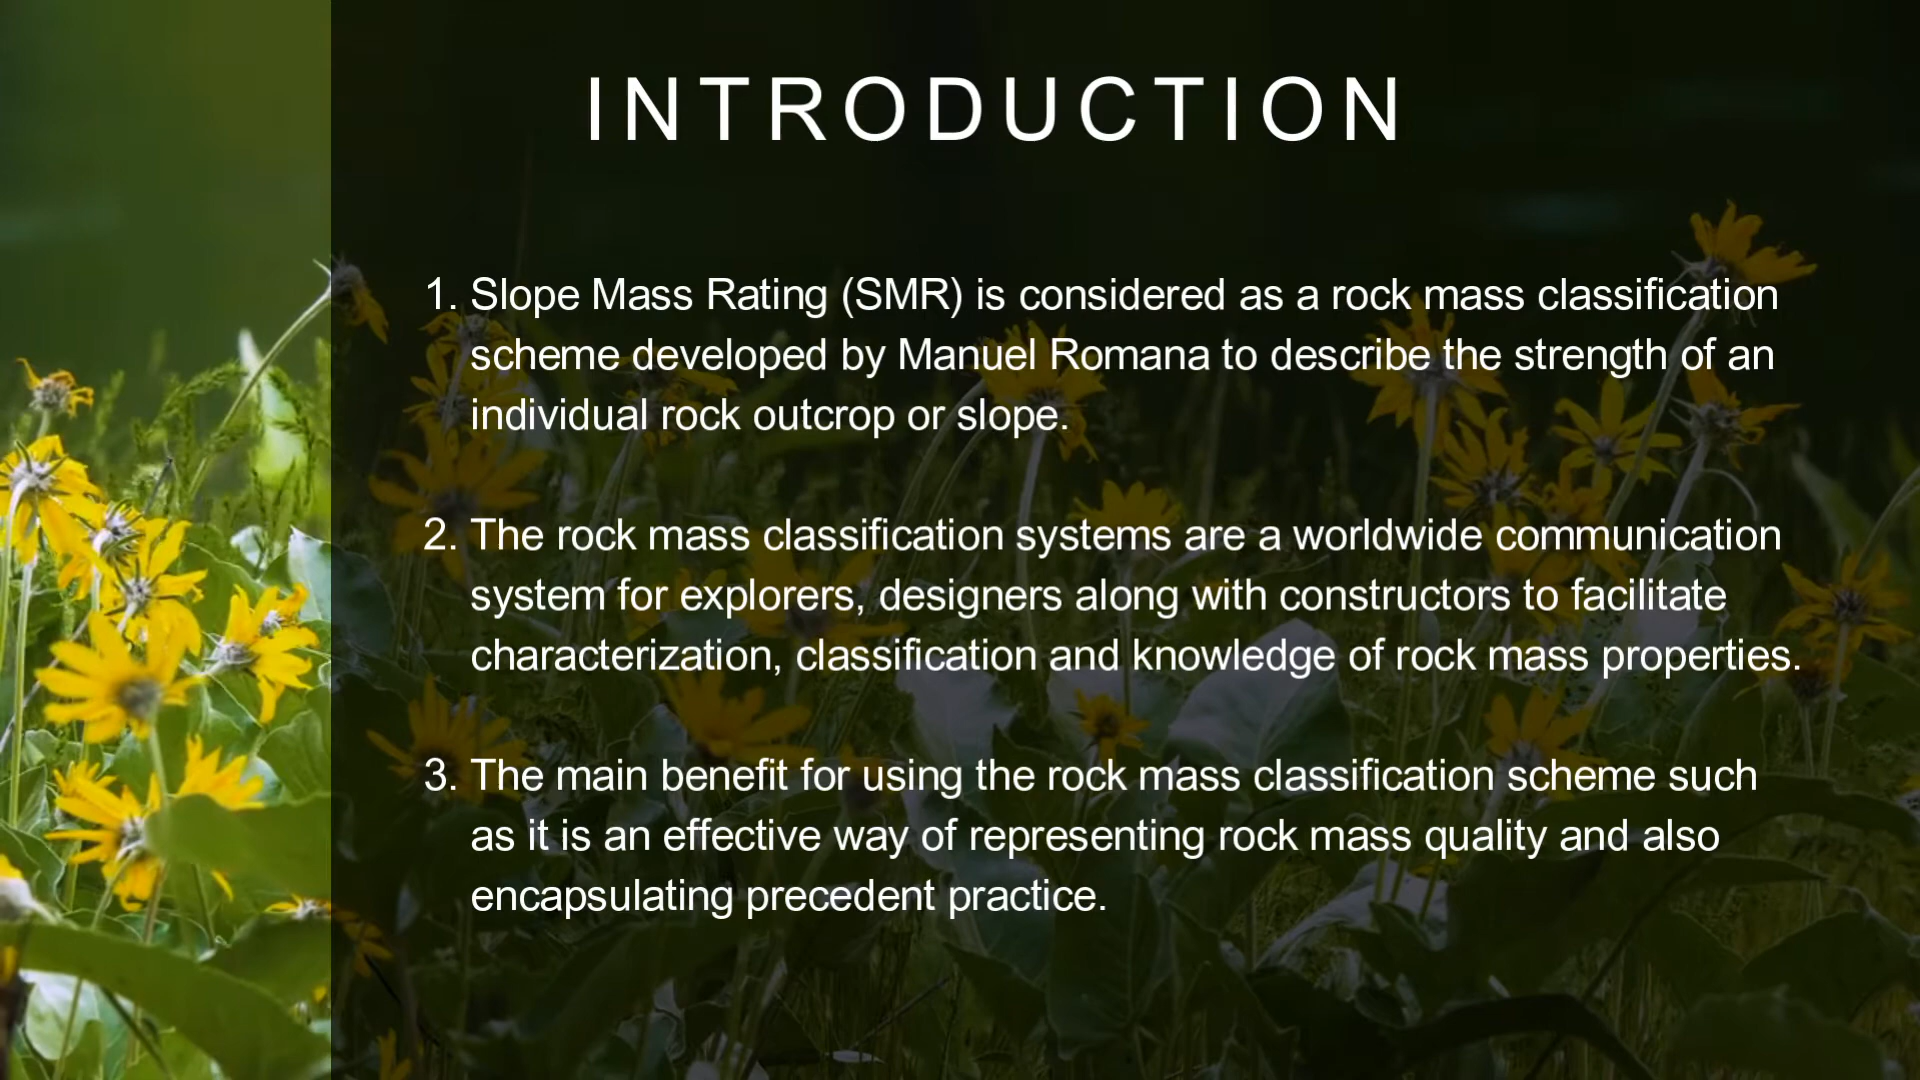 INTRODUCTION
1. Slope Mass Rating (SMR) is considered as a rock mass classification
scheme developed by Manuel Romana to describe the strength of an
individual rock outcrop or slope.
2. The rock mass classification systems are a worldwide communication
system for explorers, designers along with constructors to facilitate
characterization, classification and knowledge of rock mass properties.
3. The main benefit for using the rock mass classification scheme such
as it is an effective way of representing rock mass quality and also
encapsulating precedent practice.